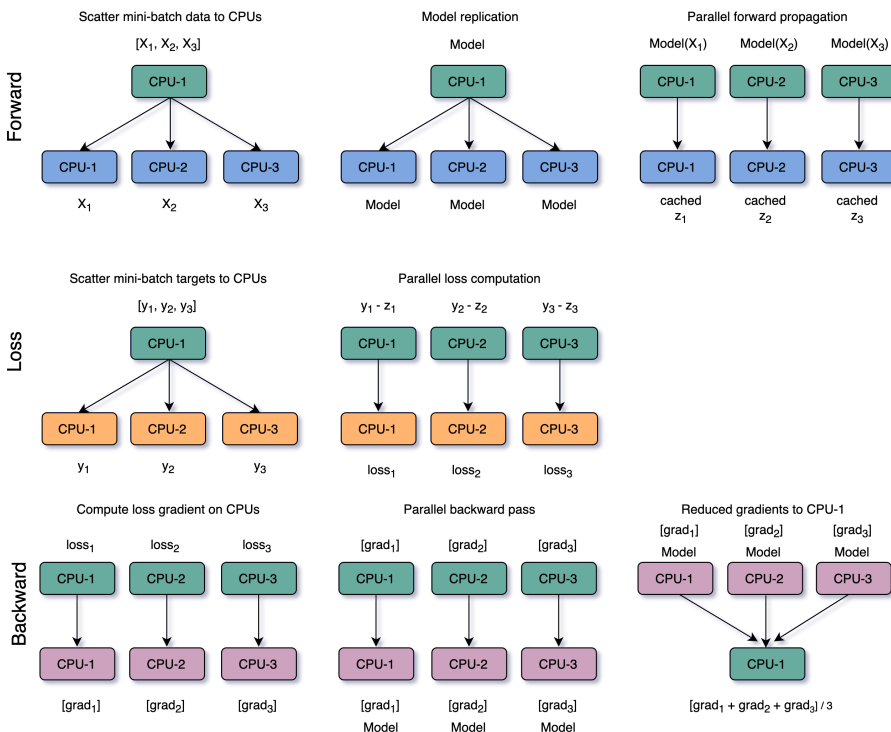 Forward
Scatter mini-batch data to CPUs
[X₁, X₂, X₃]
CPU-1
CPU-1 CPU-2 CPU-3
X₁ X₂ X₃
Model replication
Model
CPU-1
CPU-1 CPU-2 CPU-3
Model Model Model
Parallel forward propagation
Model(X₁) Model(X₂) Model(X₃)
CPU-1 CPU-2 CPU-3
CPU-1 CPU-2 CPU-3
cached cached cached
z₁ z₂ z₃
Loss
Scatter mini-batch targets to CPUs
[y₁, y₂, y₃]
CPU-1
CPU-1 CPU-2 CPU-3
y₁ y₂ y₃
Parallel loss computation
y₁ - z₁ y₂ - z₂ y₃ - z₃
CPU-1 CPU-2 CPU-3
CPU-1 CPU-2 CPU-3
loss₁ loss₂ loss₃
Backward
Compute loss gradient on CPUs
loss₁ loss₂ loss₃
CPU-1 CPU-2 CPU-3
CPU-1 CPU-2 CPU-3
[grad₁] [grad₂] [grad₃]
Parallel backward pass
[grad₁] [grad₂] [grad₃]
CPU-1 CPU-2 CPU-3
CPU-1 CPU-2 CPU-3
[grad₁] [grad₂] [grad₃]
Model Model Model
Reduced gradients to CPU-1
[grad₁] [grad₂] [grad₃]
Model Model Model
CPU-1 CPU-2 CPU-3
CPU-1
[grad₁ + grad₂ + grad₃] / 3